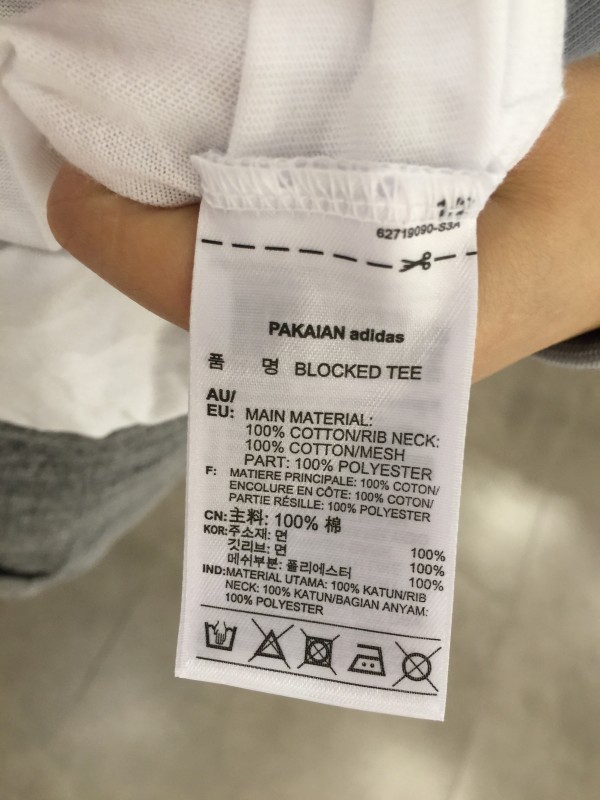 62719090-S3A
PAKAIAN adidas
품 명 BLOCKED TEE
AU/
EU: MAIN MATERIAL:
100% COTTON/RIB NECK:
100% COTTON/MESH
PART: 100% POLYESTER
F: MATIERE PRINCIPALE: 100% COTON/
ENCOLURE EN CÔTE: 100% COTON/
PARTIE RÉSILLE: 100% POLYESTER
CN: 主料: 100% 棉
KOR: 주소재: 면 100%
깃리브: 면 100%
메쉬부분: 폴리에스터 100%
IND: MATERIAL UTAMA: 100% KATUN/RIB
NECK: 100% KATUN/BAGIAN ANYAM:
100% POLYESTER